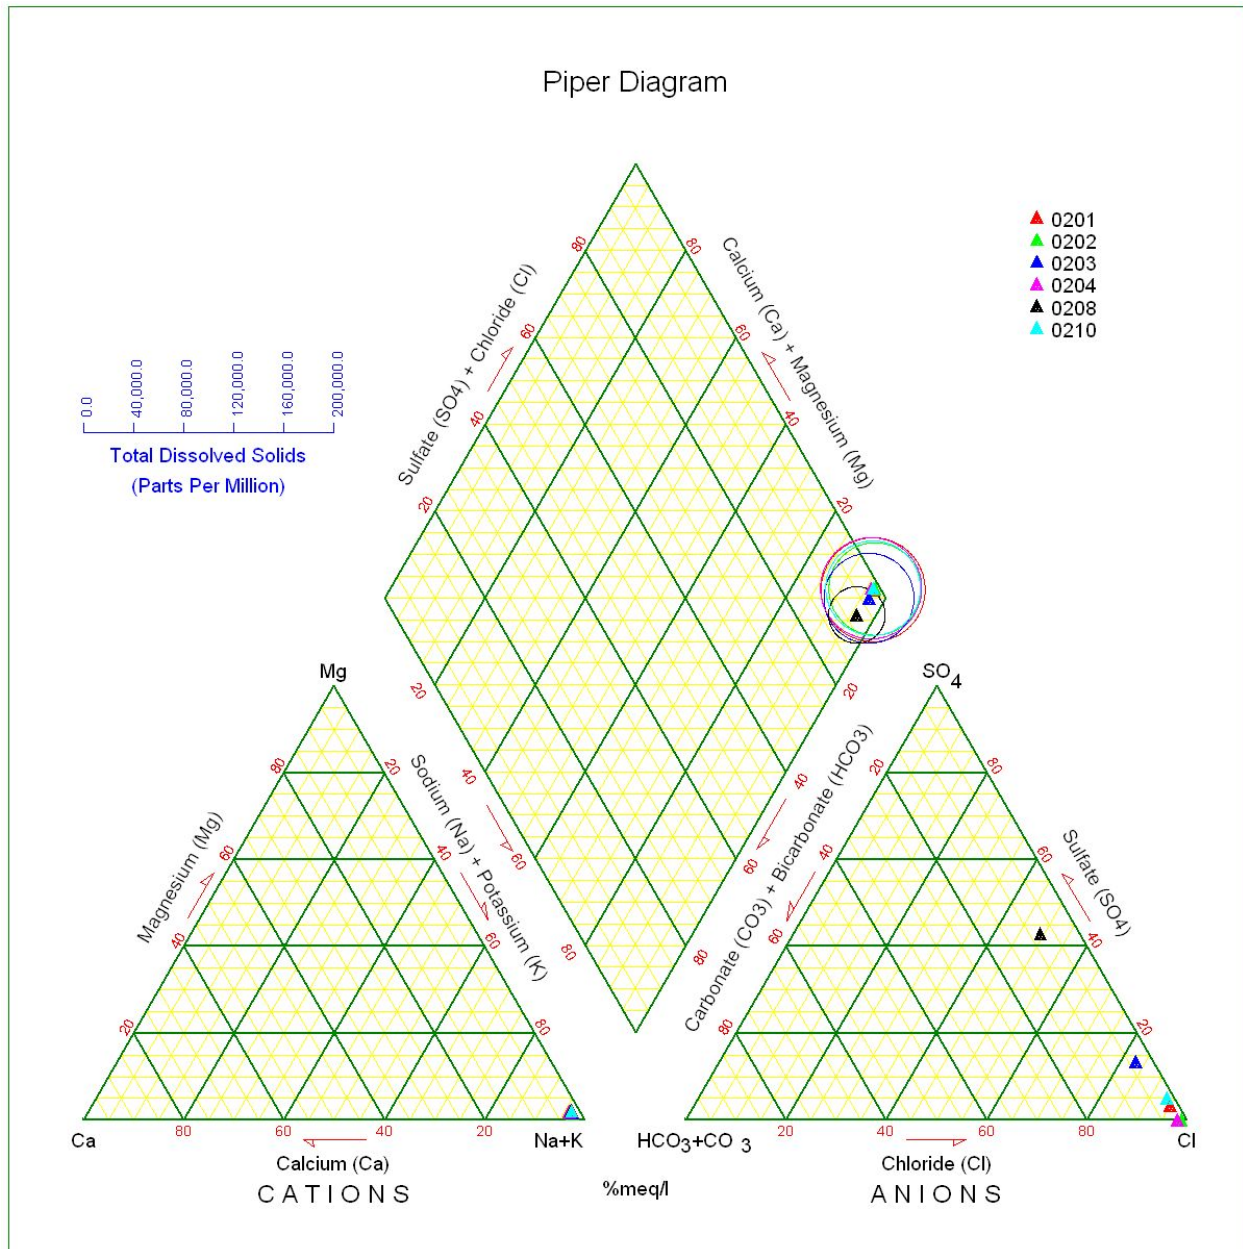 Piper Diagram
0201
0202
0203
0204
0208
0210
0.0
40,000.0
80,000.0
120,000.0
160,000.0
200,000.0
Total Dissolved Solids
(Parts Per Million)
80
60
40
20
Sulfate (SO4) + Chloride (Cl)
80
60
40
20
Calcium (Ca) + Magnesium (Mg)
20
40
60
80
Sodium (Na) + Potassium (K)
20
40
60
80
Carbonate (CO3) + Bicarbonate (HCO3)
Mg
80
60
40
20
Magnesium (Mg)
20
40
60
80
Ca
80
60
40
20
Na+K
Calcium (Ca)
CATIONS
%meq/l
SO4
20
40
60
80
80
60
40
20
Sulfate (SO4)
HCO3+CO3
20
40
60
80
Cl
Chloride (Cl)
ANIONS